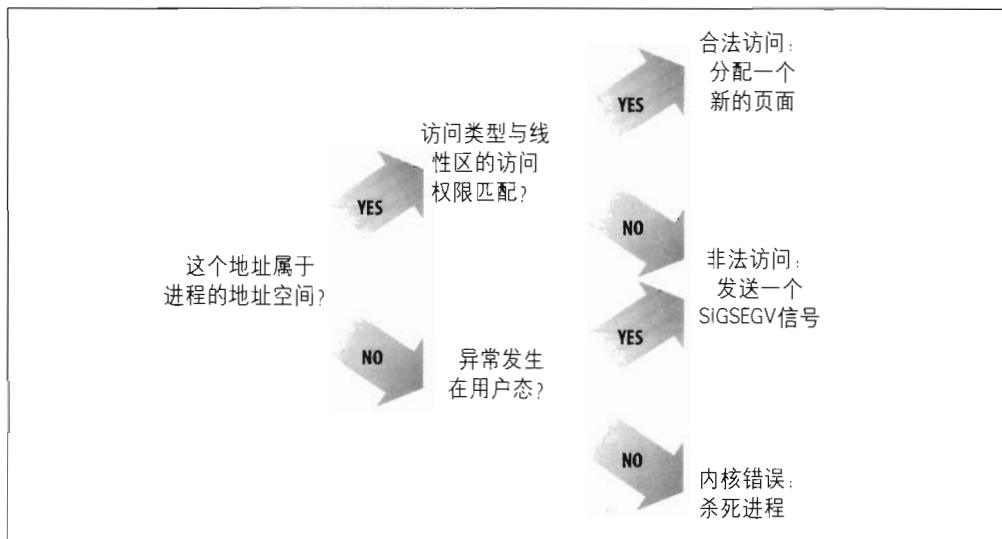 合法访问：
分配一个
新的页面
YES
访问类型与线
性区的访问
权限匹配？
YES
NO
这个地址属于
进程的地址空间？
非法访问：
发送一个
SIGSEGV信号
YES
NO
异常发生
在用户态？
NO
内核错误：
杀死进程